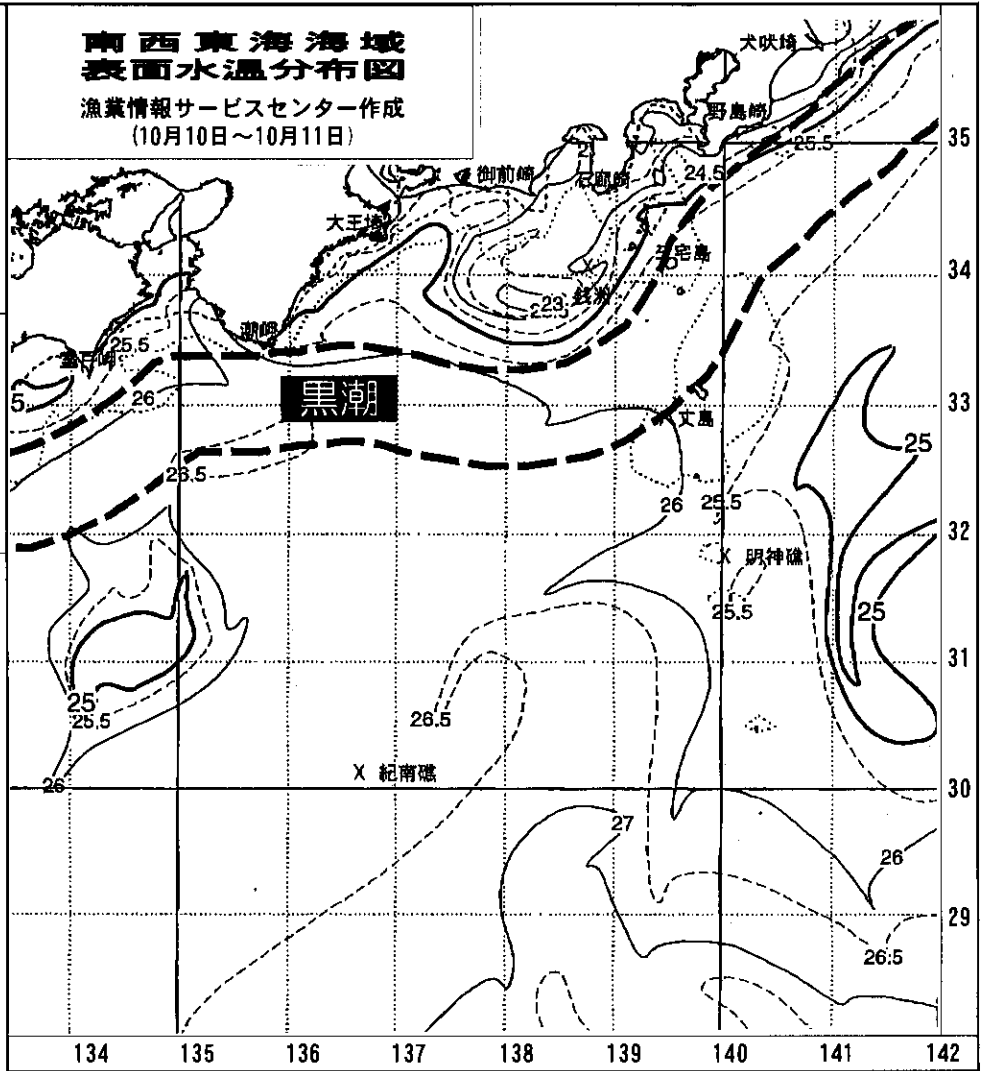 南西東海海域
表面水温分布図
漁業情報サービスセンター作成
(10月10日～10月11日)
犬吠埼
野島崎
35
25.5
御前崎
石廊崎
24.5
大王埼
三宅島
34
銭洲
23
潮岬
25.5
室戸岬
26
黒潮
33
25
丈島
26.5
26
25.5
32
X 明神礁
25.5
25
31
25
25.5
26.5
X 紀南礁
26
30
27
26
29
26.5
134 135 136 137 138 139 140 141 142